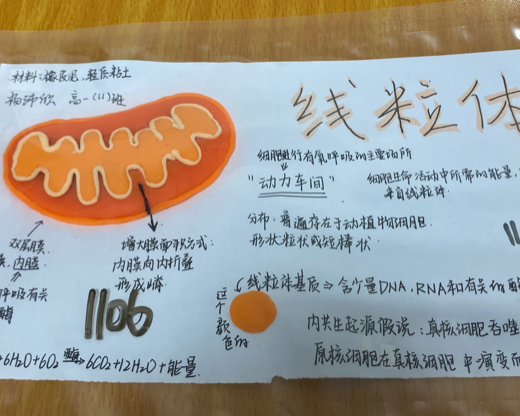 材料:橡皮泥、轻质粘土
高一(11)班
线粒体
细胞进行有氧呼吸的主要场所
"动力车间"
细胞生命活动中所需的能量,
来自线粒体.
分布:普遍存在于动植物细胞.
形状粒状或短棒状
双层膜
内膜
呼吸有关
酶
增大膜面积方式:
内膜向内折叠
形成嵴
1106
11
这个颜色的
线粒体基质⇒含少量DNA、RNA和有关的酶
内共生起源假说:真核细胞吞噬
原核细胞在真核细胞中演变而
+6H₂O+6O₂ 酶→ 6CO₂+12H₂O+能量